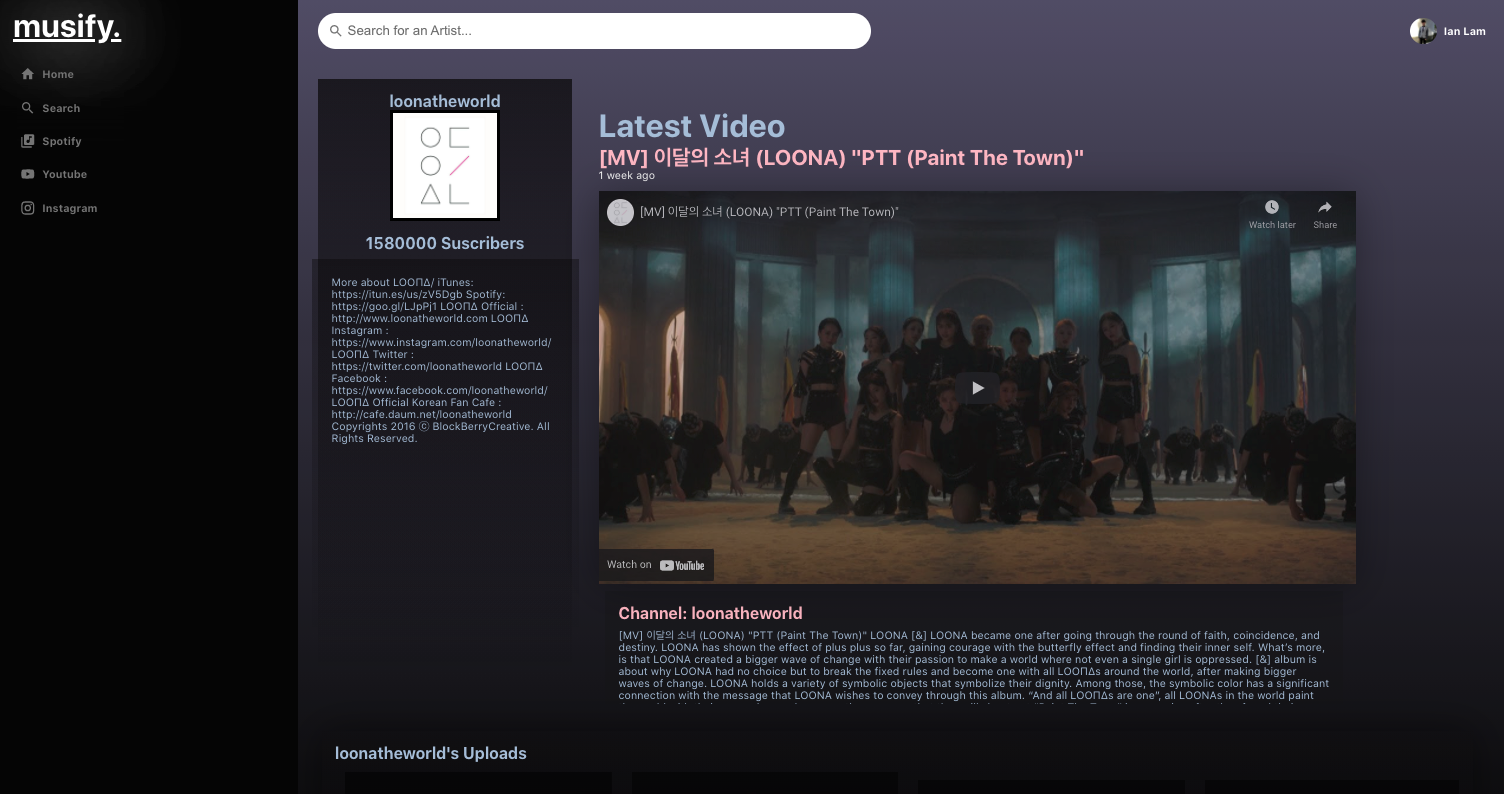 musify.
Home
Search
Spotify
Youtube
Instagram
Search for an Artist...
Ian Lam
loonatheworld
1580000 Suscribers
More about LOOΠΔ/ iTunes:
https://itun.es/us/zV5Dgb Spotify:
https://goo.gl/LJpPj1 LOOΠΔ Official :
http://www.loonatheworld.com LOOΠΔ
Instagram :
https://www.instagram.com/loonatheworld/
LOOΠΔ Twitter :
https://twitter.com/loonatheworld LOOΠΔ
Facebook :
https://www.facebook.com/loonatheworld/
LOOΠΔ Official Korean Fan Cafe :
http://cafe.daum.net/loonatheworld
Copyrights 2016 ⓒ BlockBerryCreative. All
Rights Reserved.
Latest Video
[MV] 이달의 소녀 (LOONA) "PTT (Paint The Town)"
1 week ago
[MV] 이달의 소녀 (LOONA) "PTT (Paint The Town)"
Watch later
Share
Watch on YouTube
Channel: loonatheworld
[MV] 이달의 소녀 (LOONA) "PTT (Paint The Town)" LOONA [&] LOONA became one after going through the round of faith, coincidence, and
destiny. LOONA has shown the effect of plus plus so far, gaining courage with the butterfly effect and finding their inner self. What's more,
is that LOONA created a bigger wave of change with their passion to make a world where not even a single girl is oppressed. [&] album is
about why LOONA had no choice but to break the fixed rules and become one with all LOOΠΔs around the world, after making bigger
waves of change. LOONA holds a variety of symbolic objects that symbolize their dignity. Among those, the symbolic color has a significant
connection with the message that LOONA wishes to convey through this album. “And all LOOΠΔs are one”, all LOONAs in the world paint
loonatheworld's Uploads